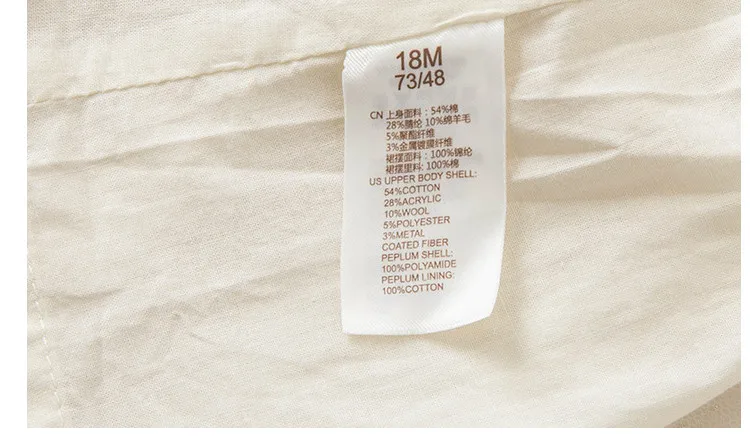 18M
73/48
CN 上身面料：54%棉
28%腈纶 10%绵羊毛
5%聚酯纤维
3%金属镀膜纤维
裙摆面料：100%锦纶
裙摆里料：100%棉
US UPPER BODY SHELL:
54%COTTON
28%ACRYLIC
10%WOOL
5%POLYESTER
3%METAL
COATED FIBER
PEPLUM SHELL:
100%POLYAMIDE
PEPLUM LINING:
100%COTTON